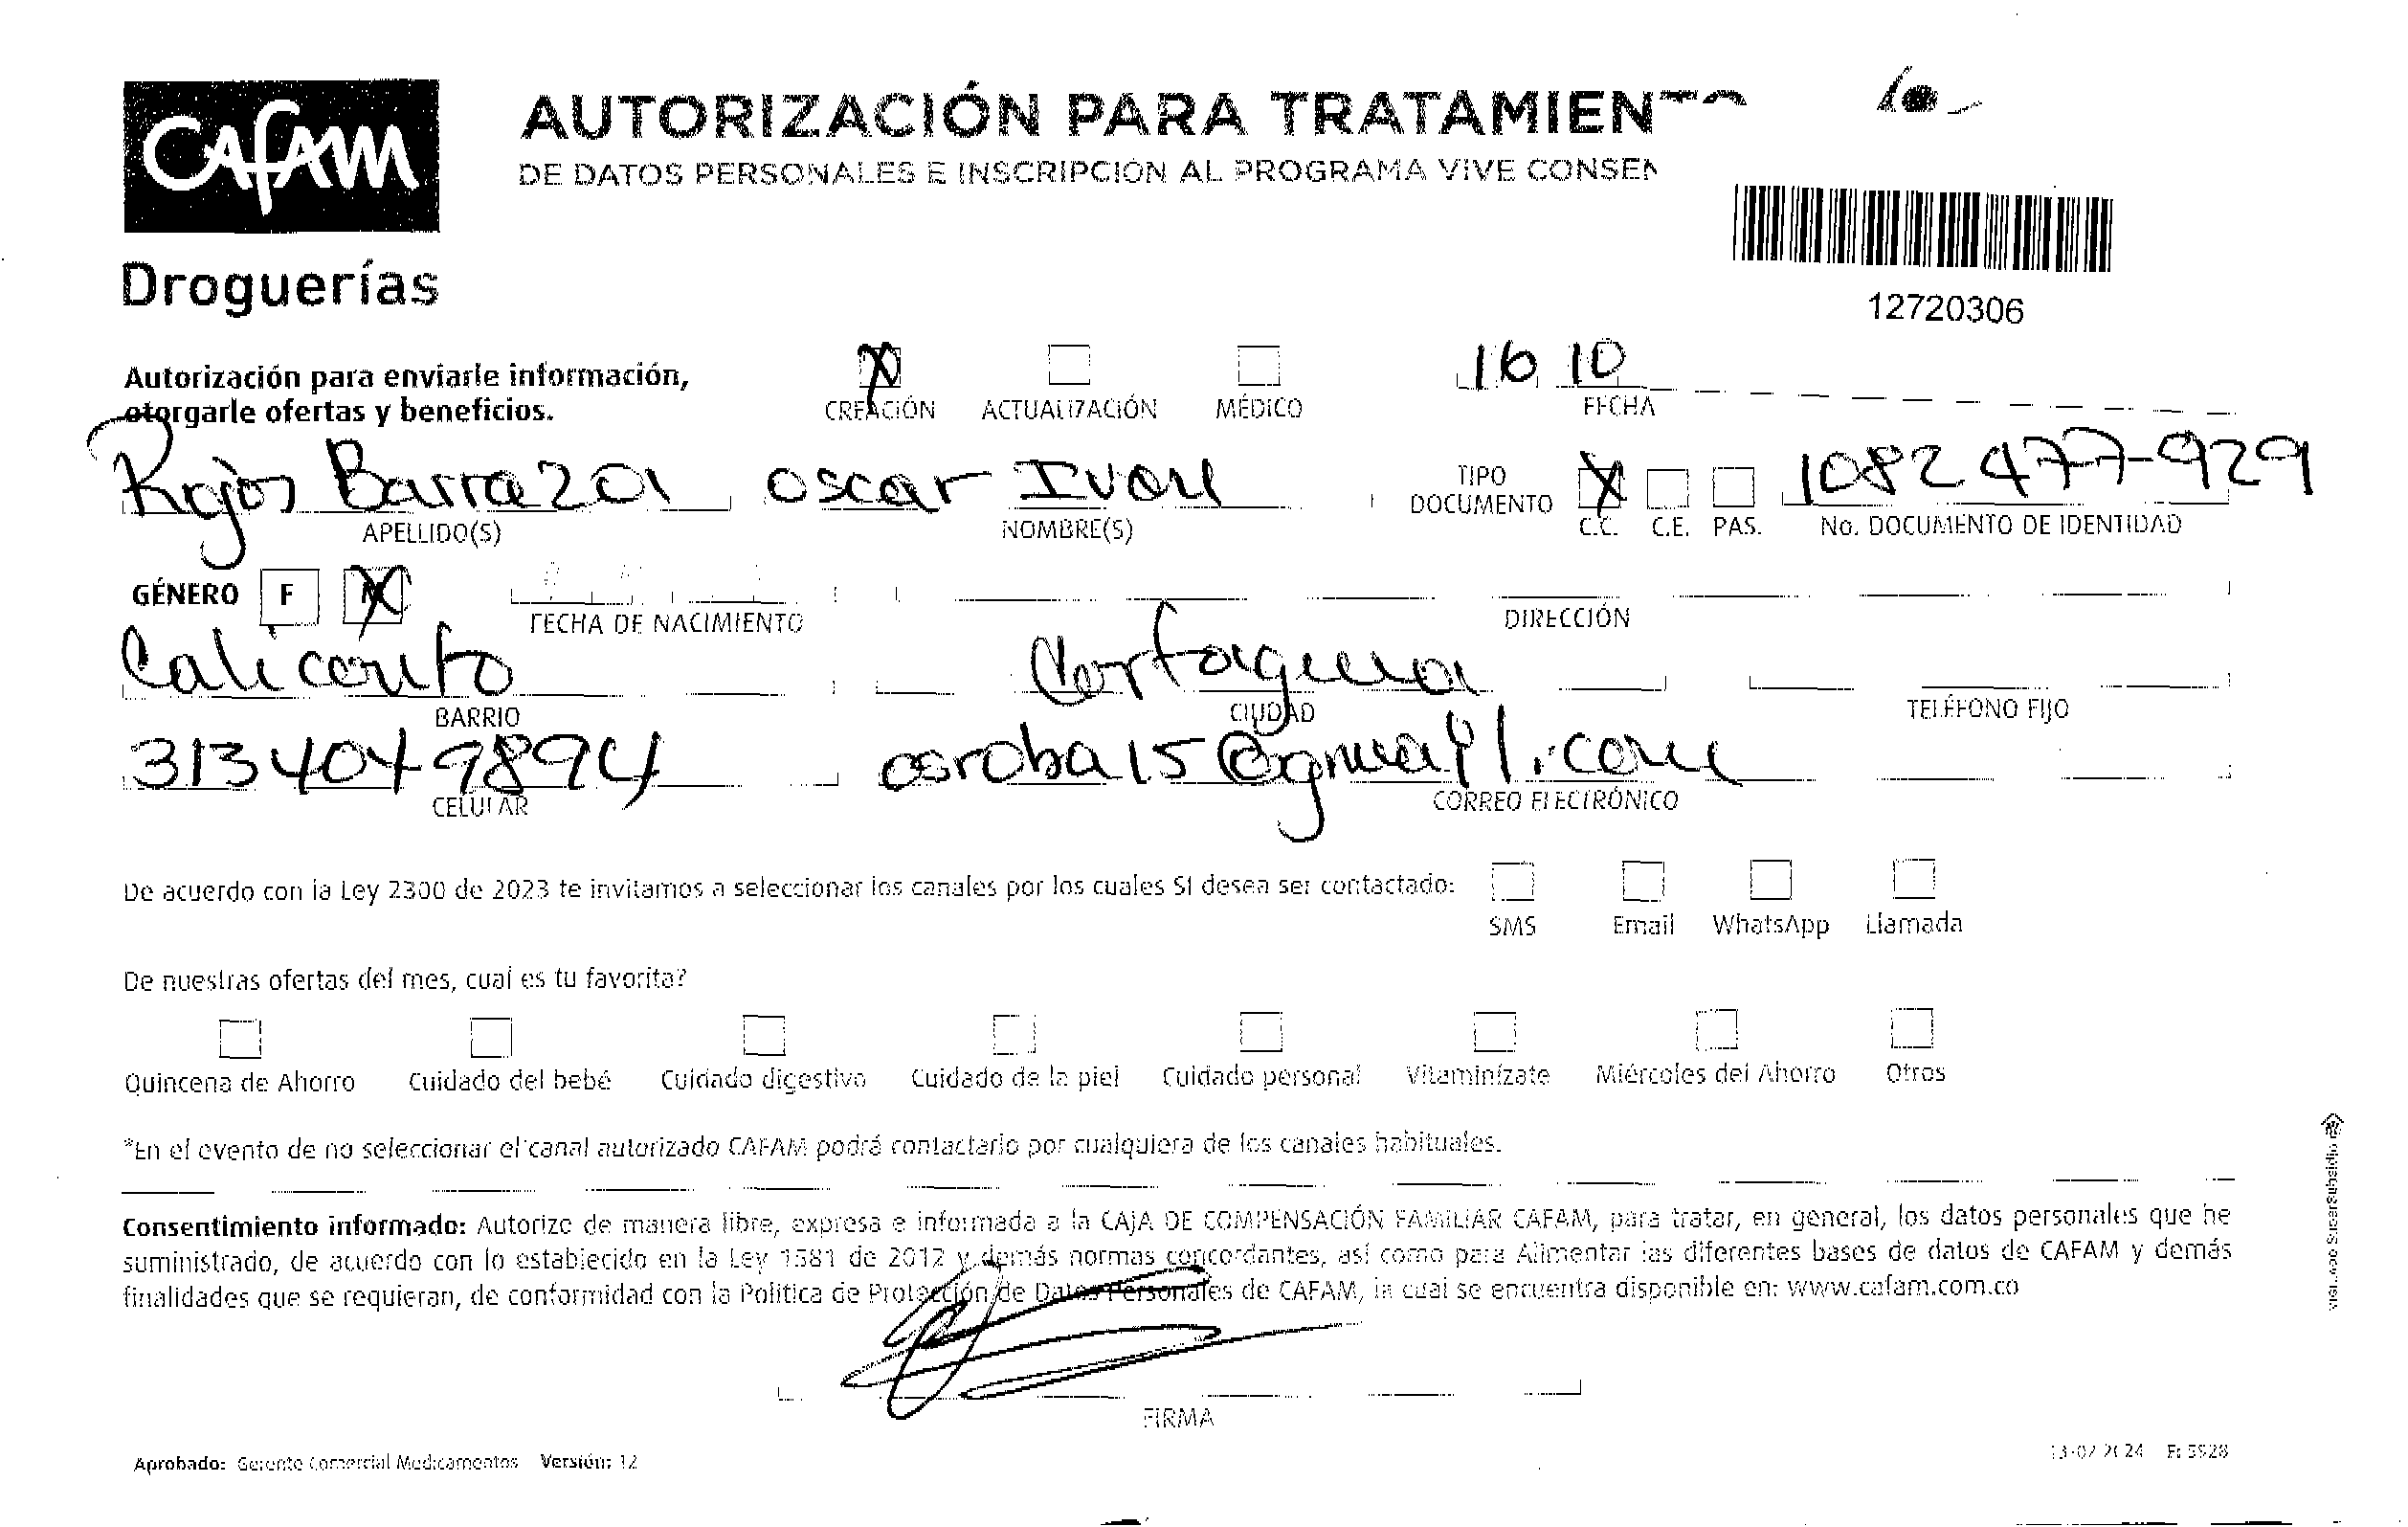 CAFAM
Droguerías
AUTORIZACIÓN PARA TRATAMIENTO
DE DATOS PERSONALES E INSCRIPCIÓN AL PROGRAMA VIVE CONSEN
12720306
Autorización para enviarle información,
otorgarle ofertas y beneficios.
X CREACIÓN ACTUALIZACIÓN MÉDICO
16 10
FECHA
Rojas Barraza Oscar Ivan
APELLIDO(S) NOMBRE(S)
TIPO DOCUMENTO X C.C. C.E. PAS.
1082477929
No. DOCUMENTO DE IDENTIDAD
GÉNERO F M X
FECHA DE NACIMIENTO DIRECCIÓN
Calicanto Cartagena
BARRIO CIUDAD TELÉFONO FIJO
3134049894 osroba15@gmail.com
CELULAR CORREO ELECTRÓNICO
De acuerdo con la Ley 2300 de 2023 te invitamos a seleccionar los canales por los cuales SI desea ser contactado:
SMS Email WhatsApp Llamada
De nuestras ofertas del mes, cual es tu favorita?
Quincena de Ahorro Cuidado del bebé Cuidado digestivo Cuidado de la piel Cuidado personal Vitaminízate Miércoles del Ahorro Otros
*En el evento de no seleccionar el canal autorizado CAFAM podrá contactarlo por cualquiera de los canales habituales.
Consentimiento informado: Autorizo de manera libre, expresa e informada a la CAJA DE COMPENSACIÓN FAMILIAR CAFAM, para tratar, en general, los datos personales que he
suministrado, de acuerdo con lo establecido en la Ley 1581 de 2012 y demás normas concordantes, así como para Alimentar las diferentes bases de datos de CAFAM y demás
finalidades que se requieran, de conformidad con la Política de Protección de Datos Personales de CAFAM, la cual se encuentra disponible en: www.cafam.com.co
FIRMA
Aprobado: Gerente Comercial Medicamentos Versión: 12
13-02 2024 F: 5928